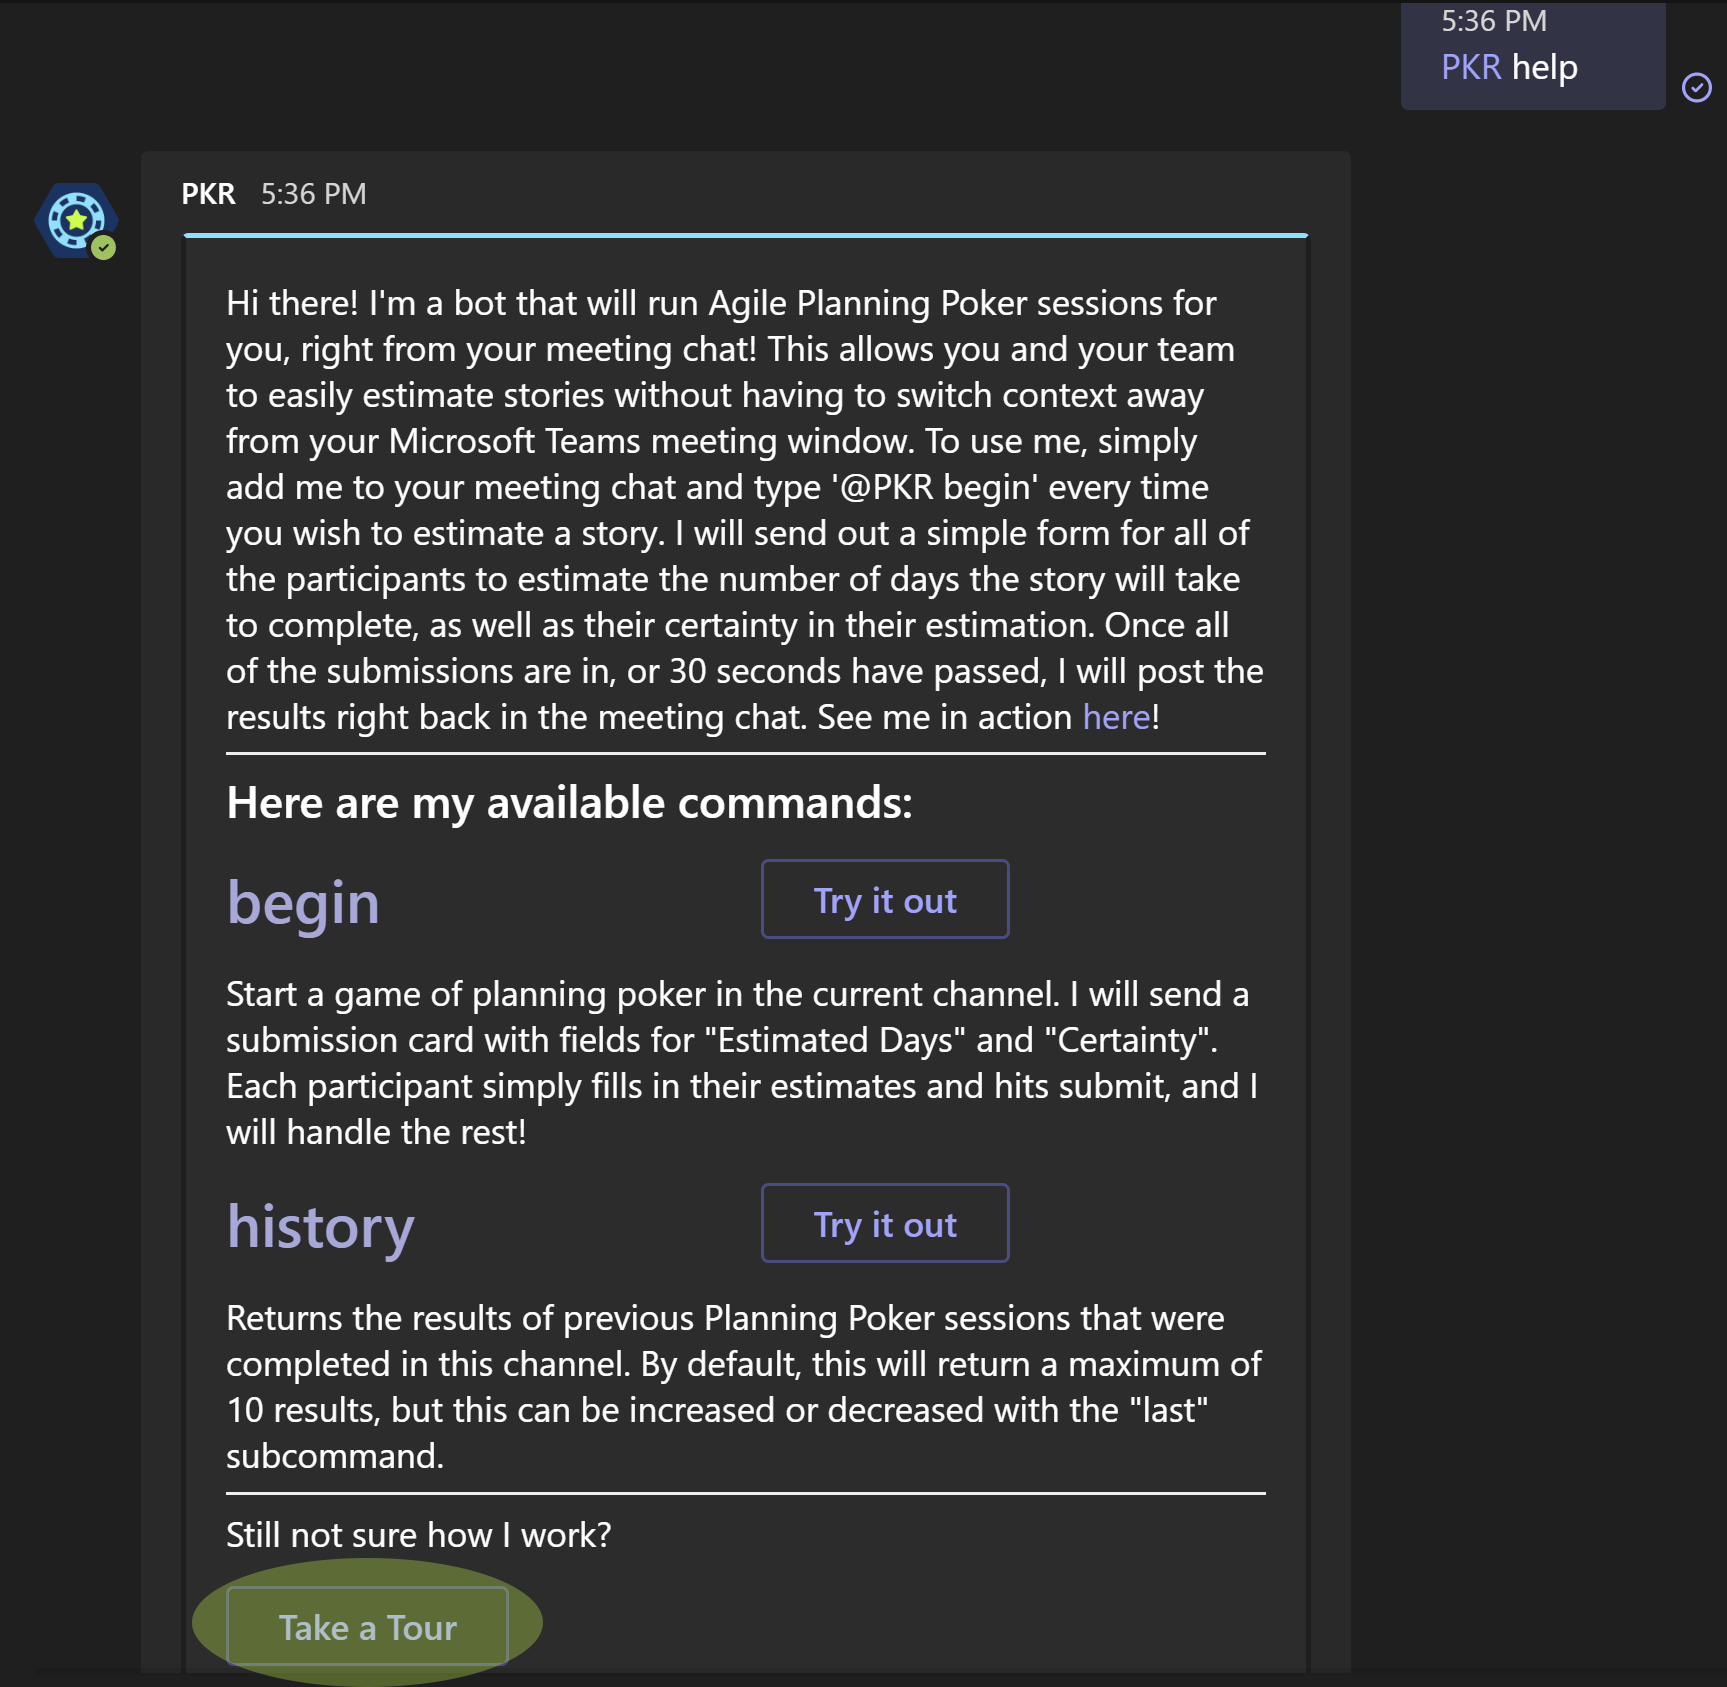 5:36 PM
PKR help
PKR 5:36 PM
Hi there! I'm a bot that will run Agile Planning Poker sessions for
you, right from your meeting chat! This allows you and your team
to easily estimate stories without having to switch context away
from your Microsoft Teams meeting window. To use me, simply
add me to your meeting chat and type '@PKR begin' every time
you wish to estimate a story. I will send out a simple form for all of
the participants to estimate the number of days the story will take
to complete, as well as their certainty in their estimation. Once all
of the submissions are in, or 30 seconds have passed, I will post the
results right back in the meeting chat. See me in action here!
Here are my available commands:
begin
Try it out
Start a game of planning poker in the current channel. I will send a
submission card with fields for "Estimated Days" and "Certainty".
Each participant simply fills in their estimates and hits submit, and I
will handle the rest!
history
Try it out
Returns the results of previous Planning Poker sessions that were
completed in this channel. By default, this will return a maximum of
10 results, but this can be increased or decreased with the "last"
subcommand.
Still not sure how I work?
Take a Tour